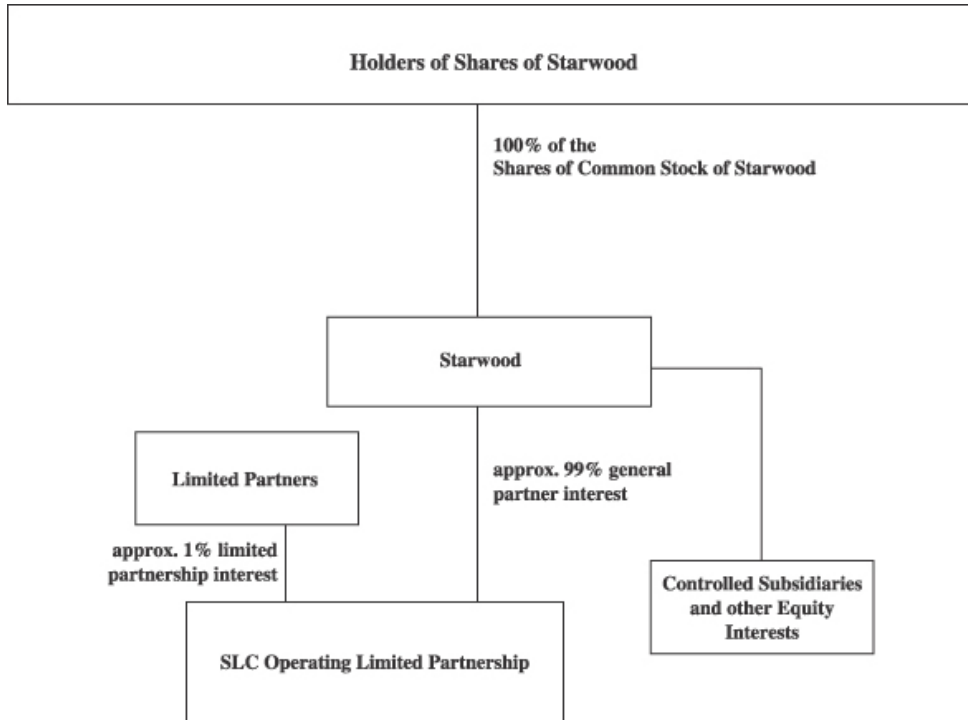 Holders of Shares of Starwood
100% of the
Shares of Common Stock of Starwood
Starwood
Limited Partners
approx. 99% general
partner interest
approx. 1% limited
partnership interest
Controlled Subsidiaries
and other Equity
Interests
SLC Operating Limited Partnership